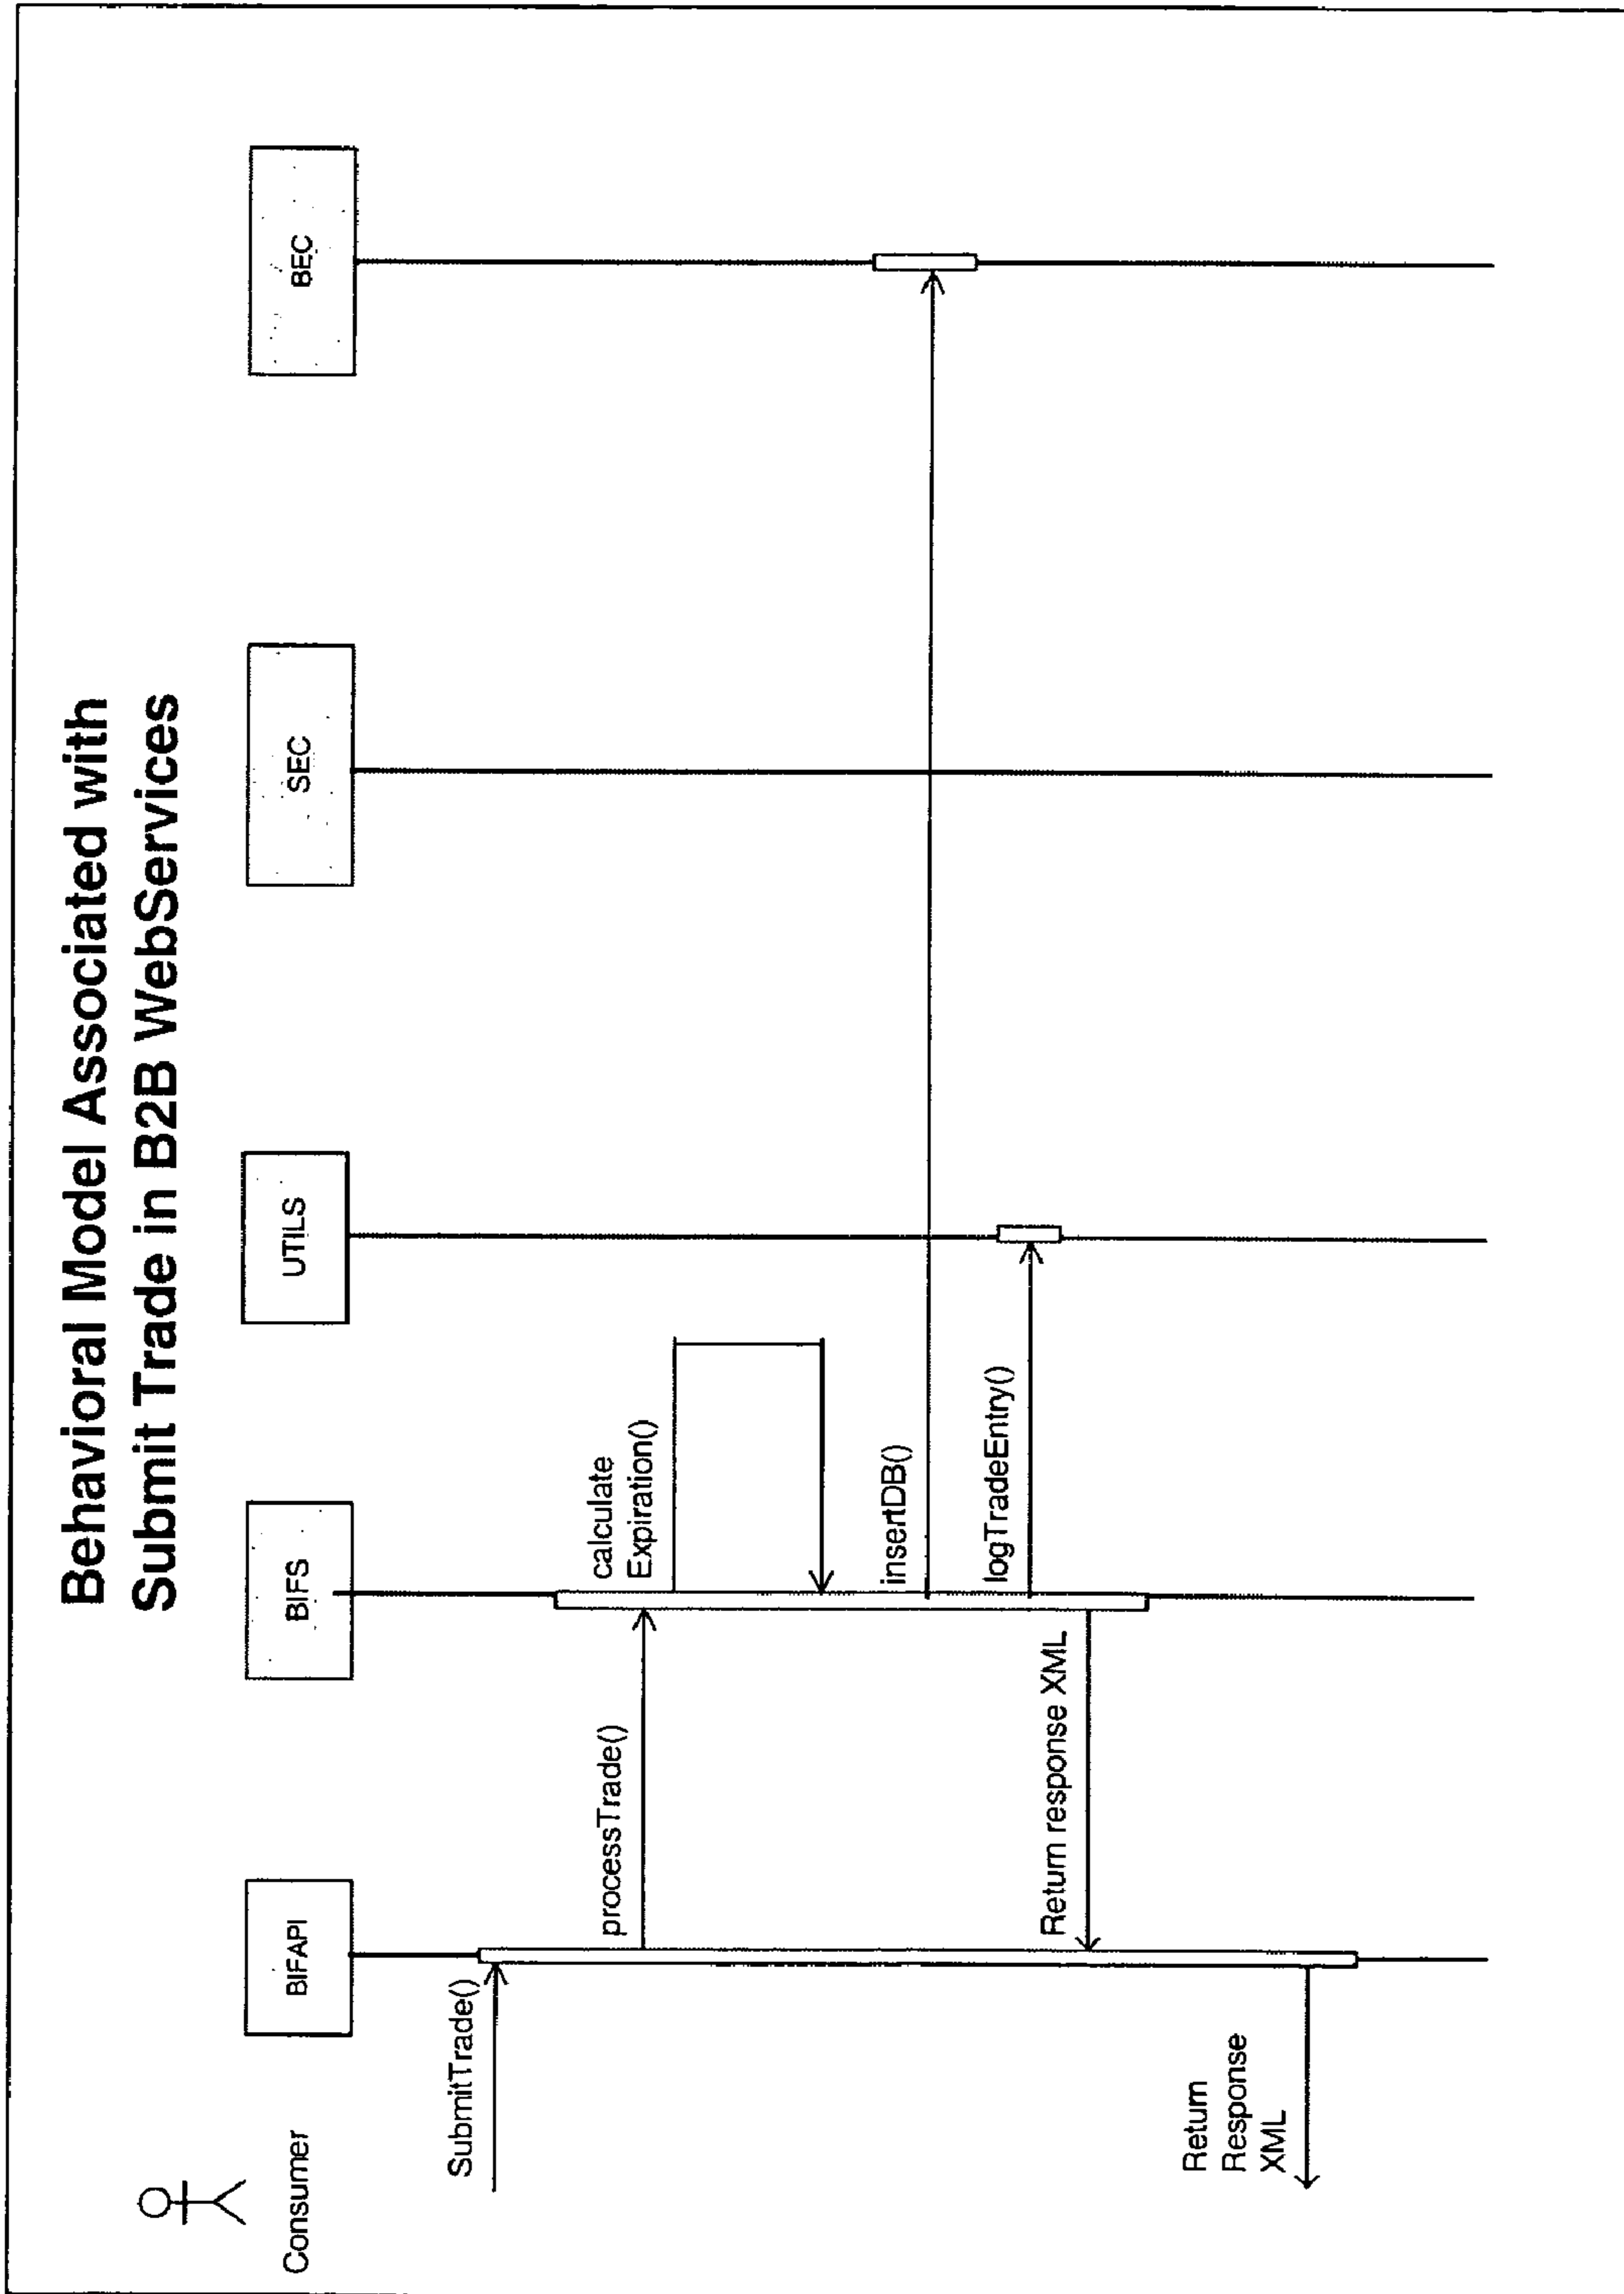 Behavioral Model Associated with
Submit Trade in B2B WebServices
Consumer
BIFAPI
BIFS
UTILS
SEC
BEC
SubmitTrade()
processTrade()
calculate
Expiration()
insertDB()
logTradeEntry()
Return response XML
Return
Response
XML